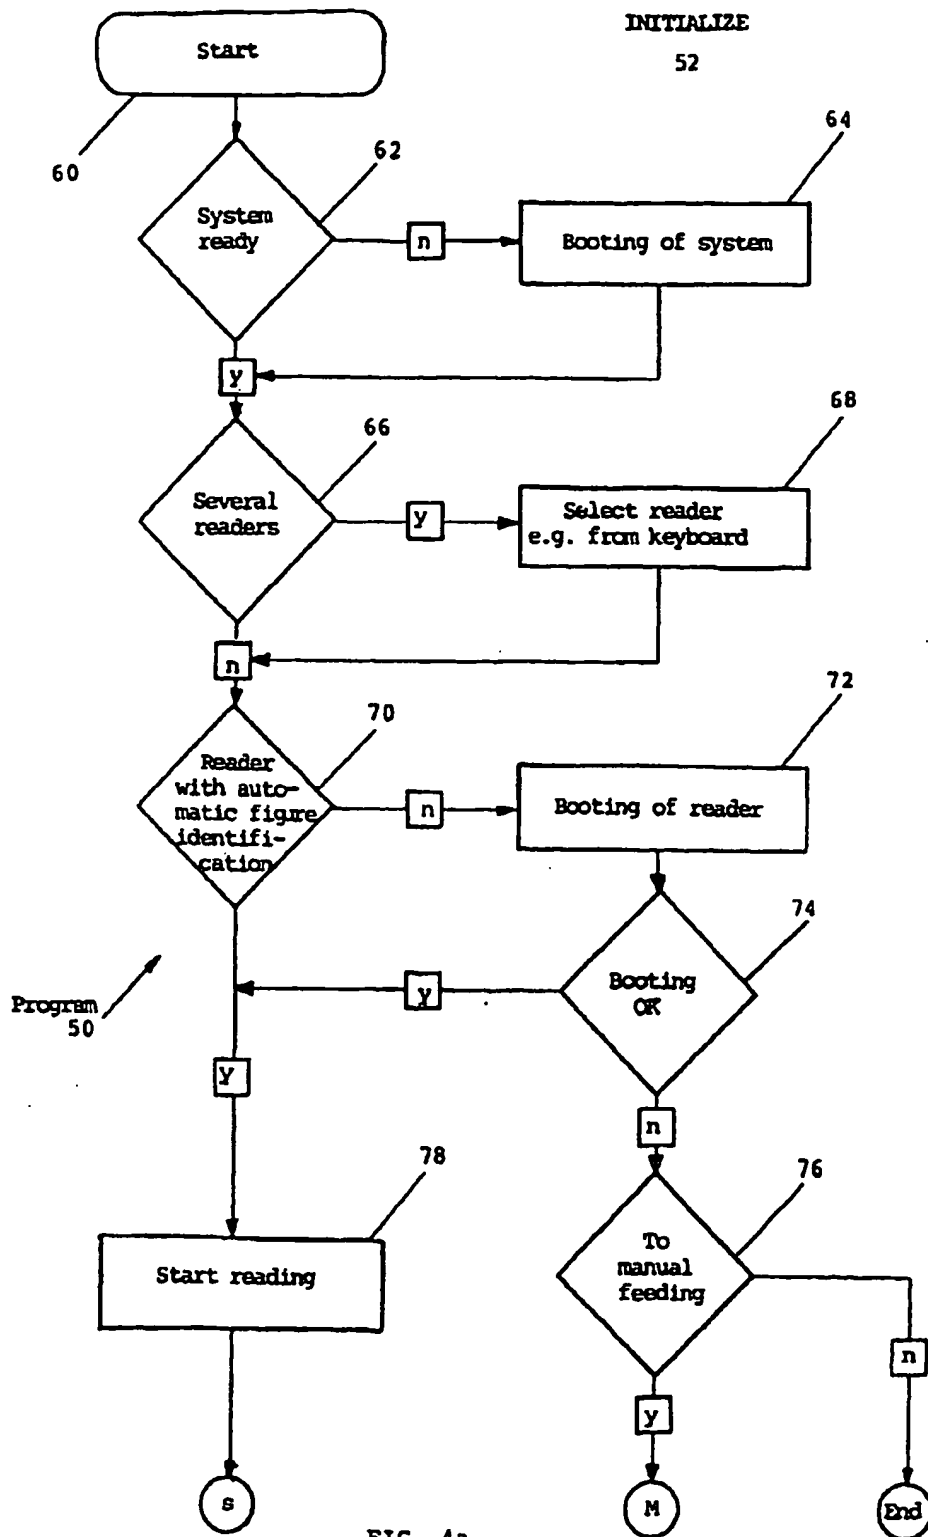 INITIALIZE
52
Start
60
62
System
ready
n
64
Booting of system
y
66
Several
readers
y
68
Select reader
e.g. from keyboard
n
70
Reader
with auto-
matic figure
identifi-
cation
n
72
Booting of reader
74
Booting
OK
y
Program
50
y
n
78
Start reading
76
To
manual
feeding
n
y
s
M
End
FIG. 4a